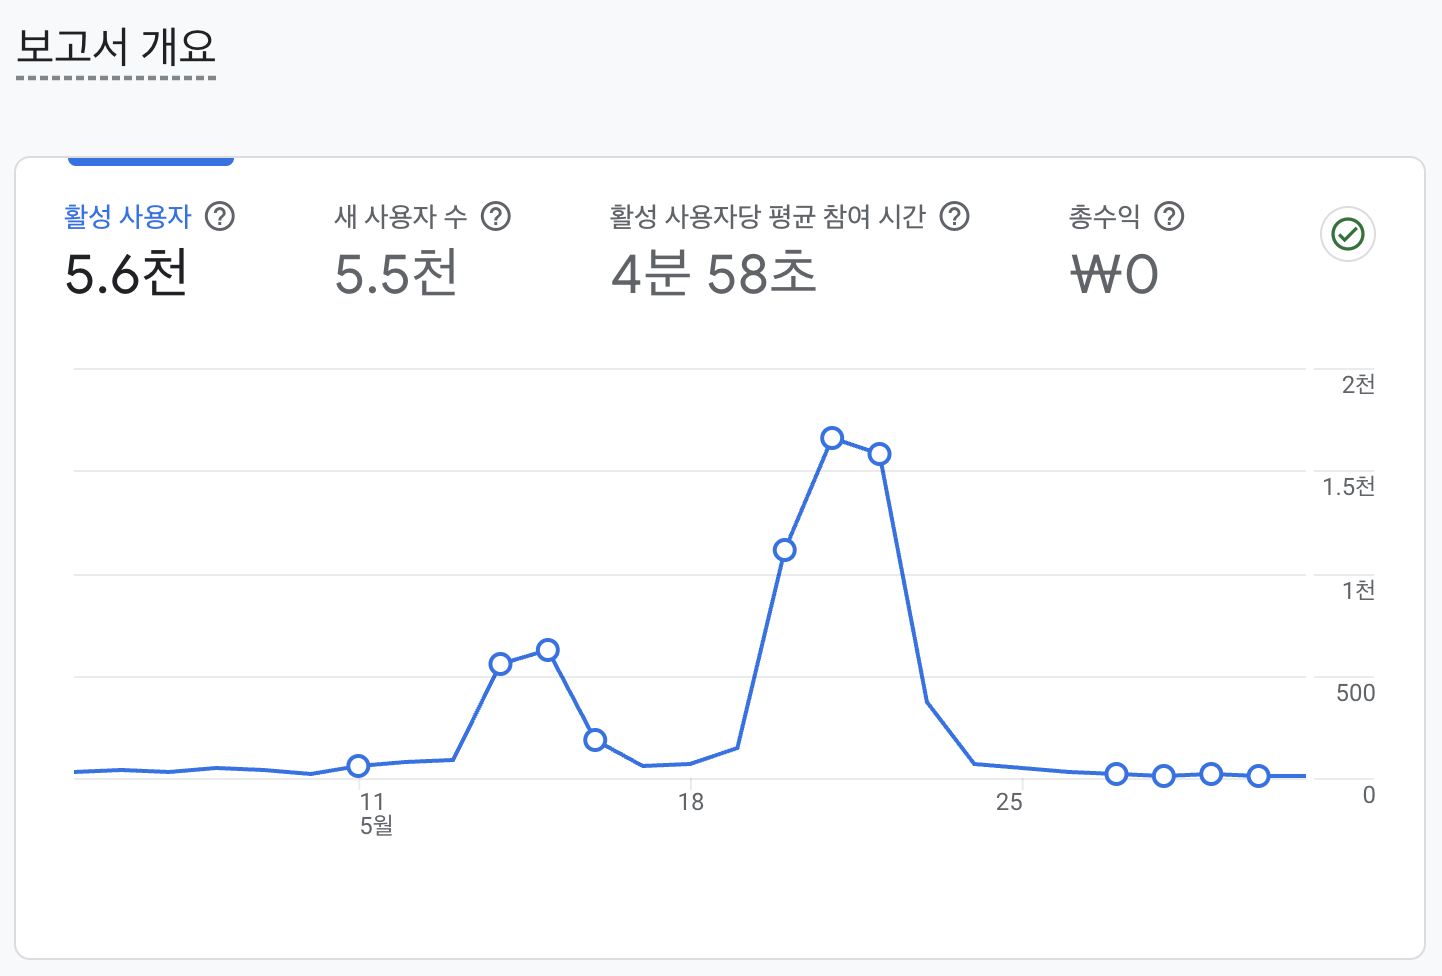 보고서 개요
활성 사용자
5.6천
새 사용자 수
5.5천
활성 사용자당 평균 참여 시간
4분 58초
총수익
₩0
2천
1.5천
1천
500
0
11
5월
18
25